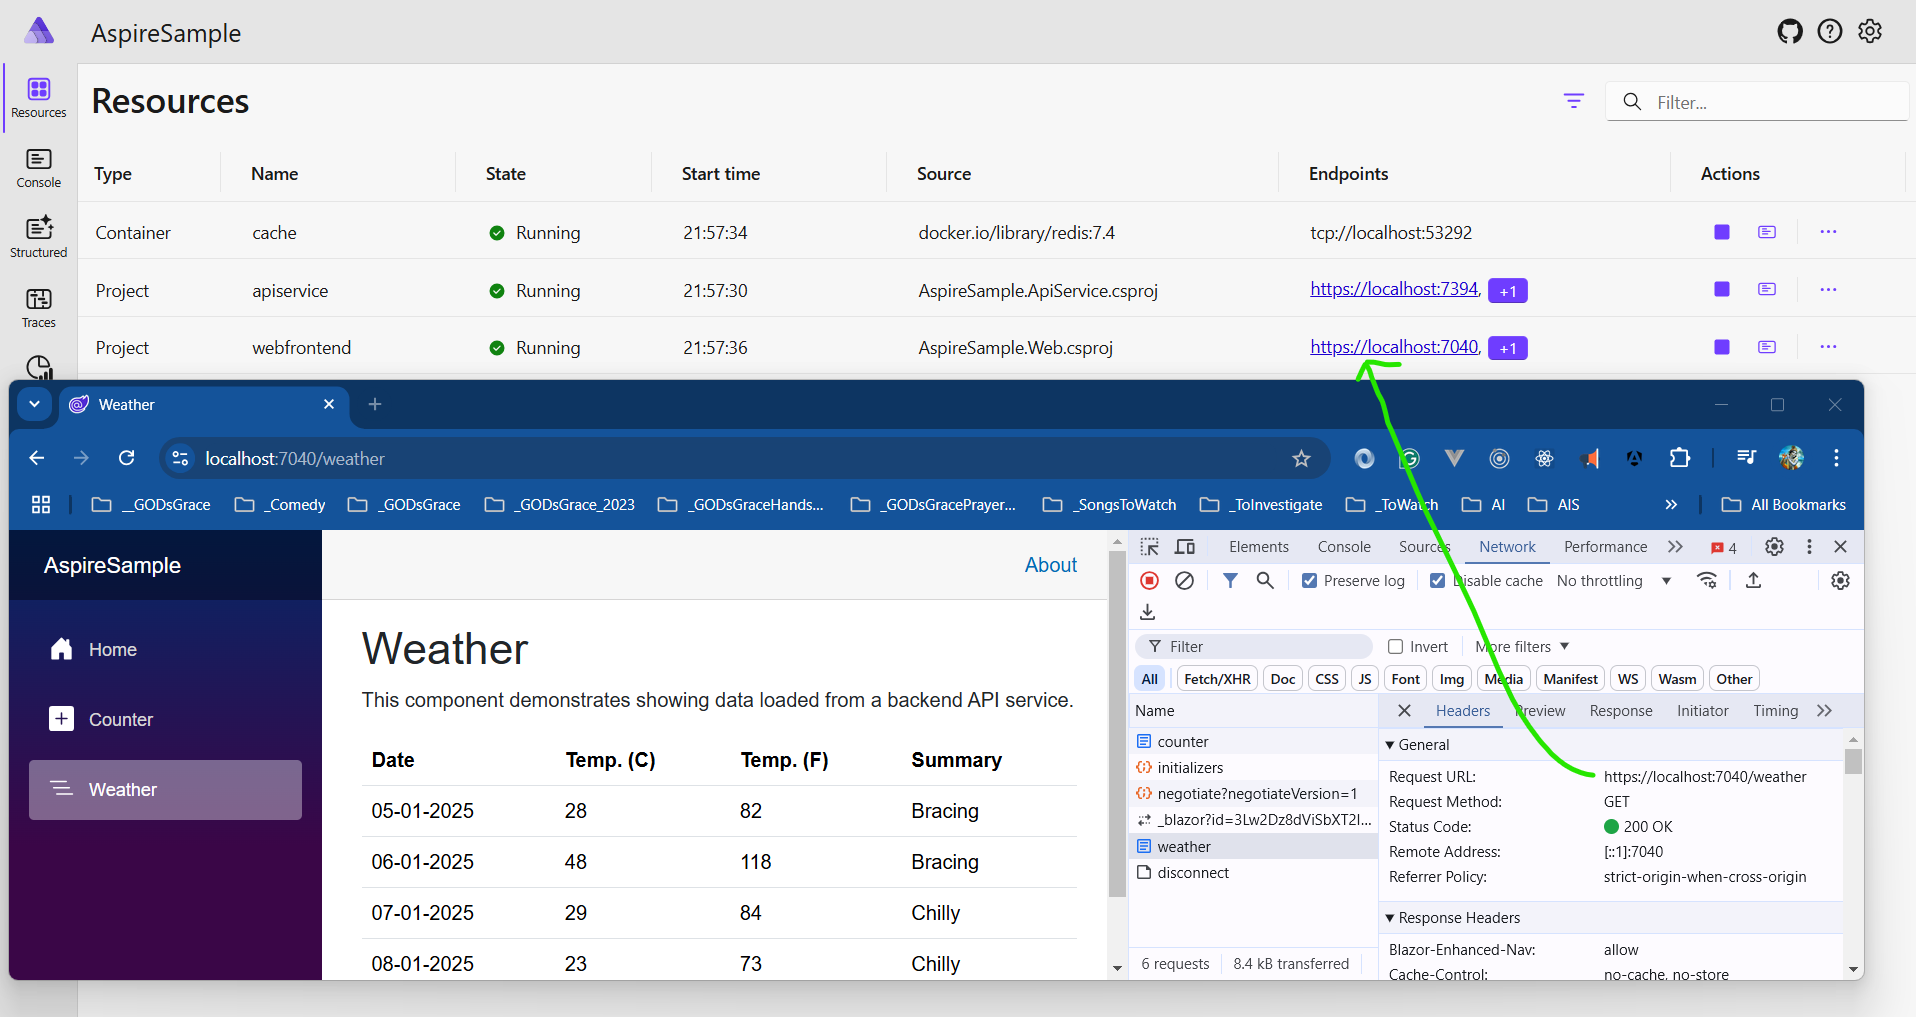 AspireSample
Resources
Resources
Filter...
Console
Structured
Traces
Type Name State Start time Source Endpoints Actions
Container cache Running 21:57:34 docker.io/library/redis:7.4 tcp://localhost:53292
Project apiservice Running 21:57:30 AspireSample.ApiService.csproj https://localhost:7394, +1
Project webfrontend Running 21:57:36 AspireSample.Web.csproj https://localhost:7040, +1
Weather
localhost:7040/weather
__GODsGrace _Comedy _GODsGrace _GODsGrace_2023 _GODsGraceHands... _GODsGracePrayer... _SongsToWatch _ToInvestigate _ToWatch AI AIS » All Bookmarks
AspireSample
Home
Counter
Weather
About
Weather
This component demonstrates showing data loaded from a backend API service.
Date Temp. (C) Temp. (F) Summary
05-01-2025 28 82 Bracing
06-01-2025 48 118 Bracing
07-01-2025 29 84 Chilly
08-01-2025 23 73 Chilly
Elements Console Sources Network Performance 4
Preserve log Disable cache No throttling
Filter Invert More filters
All Fetch/XHR Doc CSS JS Font Img Media Manifest WS Wasm Other
Name
counter
initializers
negotiate?negotiateVersion=1
_blazor?id=3Lw2Dz8dViSbXT2I...
weather
disconnect
6 requests 8.4 kB transferred
Headers Preview Response Initiator Timing
General
Request URL: https://localhost:7040/weather
Request Method: GET
Status Code: 200 OK
Remote Address: [::1]:7040
Referrer Policy: strict-origin-when-cross-origin
Response Headers
Blazor-Enhanced-Nav: allow
Cache-Control: no-cache, no-store